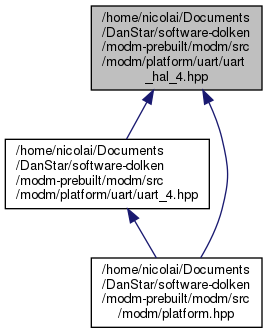 /home/nicolai/Documents
/DanStar/software-dolken
/modm-prebuilt/modm/src
/modm/platform/uart/uart
_hal_4.hpp
/home/nicolai/Documents
/DanStar/software-dolken
/modm-prebuilt/modm/src
/modm/platform/uart/uart_4.hpp
/home/nicolai/Documents
/DanStar/software-dolken
/modm-prebuilt/modm/src
/modm/platform.hpp